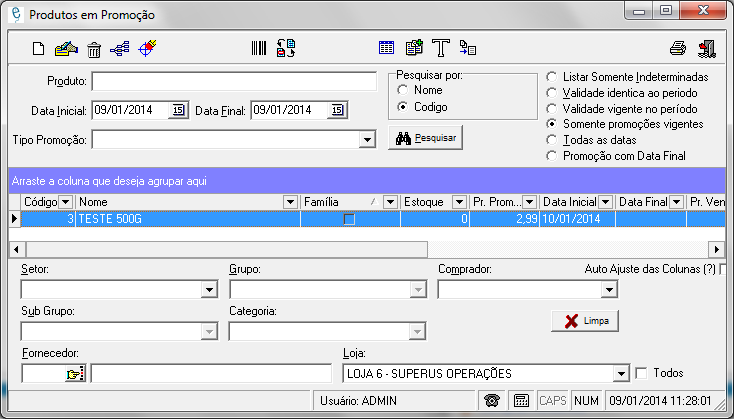 Produtos em Promoção
Produto:
Data Inicial: 09/01/2014 15 Data Final: 09/01/2014 15
Tipo Promoção:
Pesquisar por:
Nome
Codigo
Pesquisar
Listar Somente Indeterminadas
Validade identica ao periodo
Validade vigente no período
Somente promoções vigentes
Todas as datas
Promoção com Data Final
Arraste a coluna que deseja agrupar aqui
Código Nome Família Estoque Pr. Prom... Data Inicial Data Final Pr. Ven
3 TESTE 500G 0 2,99 10/01/2014
Setor: Grupo: Comprador: Auto Ajuste das Colunas (?)
Sub Grupo: Categoria:
Limpa
Fornecedor: Loja:
LOJA 6 - SUPERUS OPERAÇÕES Todos
Usuário: ADMIN CAPS NUM 09/01/2014 11:28:01